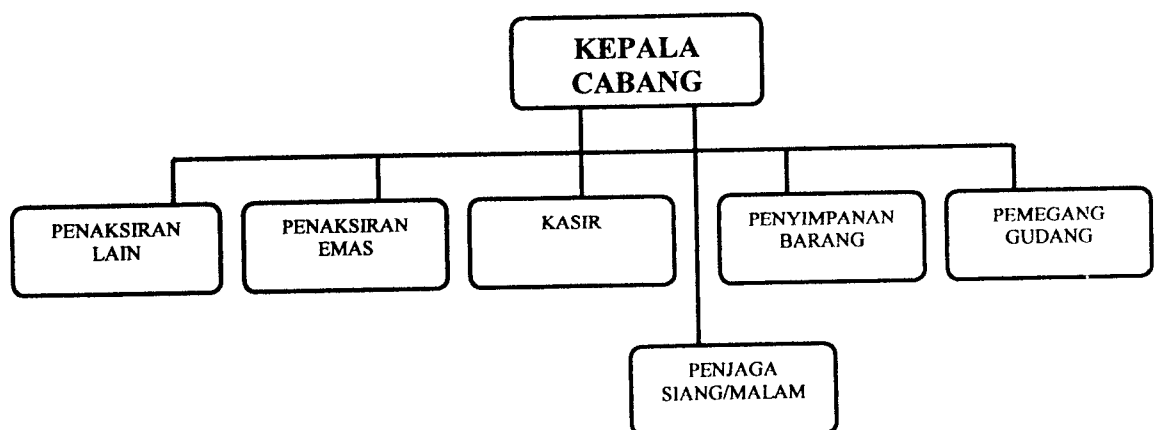 KEPALA
CABANG
PENAKSIRAN
LAIN
PENAKSIRAN
EMAS
KASIR
PENYIMPANAN
BARANG
PEMEGANG
GUDANG
PENJAGA
SIANG/MALAM